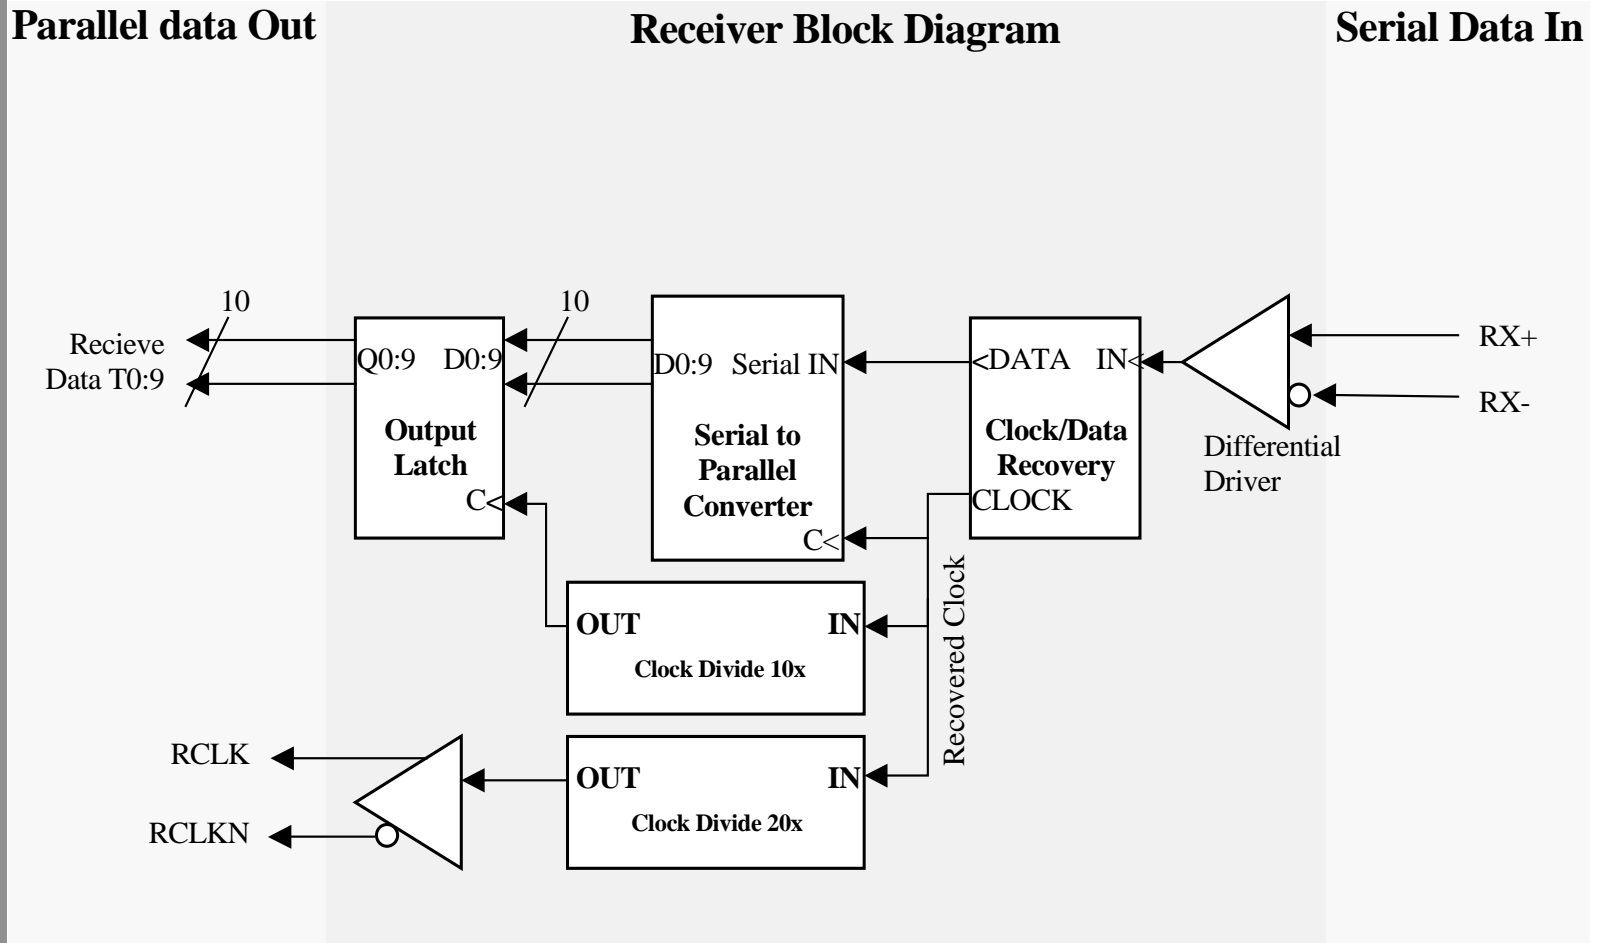 Parallel data Out
Receiver Block Diagram
Serial Data In
10
10
Recieve
Data T0:9
Q0:9 D0:9
D0:9 Serial IN
<DATA IN<
RX+
RX-
Output
Latch
C<
Serial to
Parallel
Converter
C<
Clock/Data
Recovery
CLOCK
Differential
Driver
Recovered Clock
OUT IN
Clock Divide 10x
RCLK
RCLKN
OUT IN
Clock Divide 20x